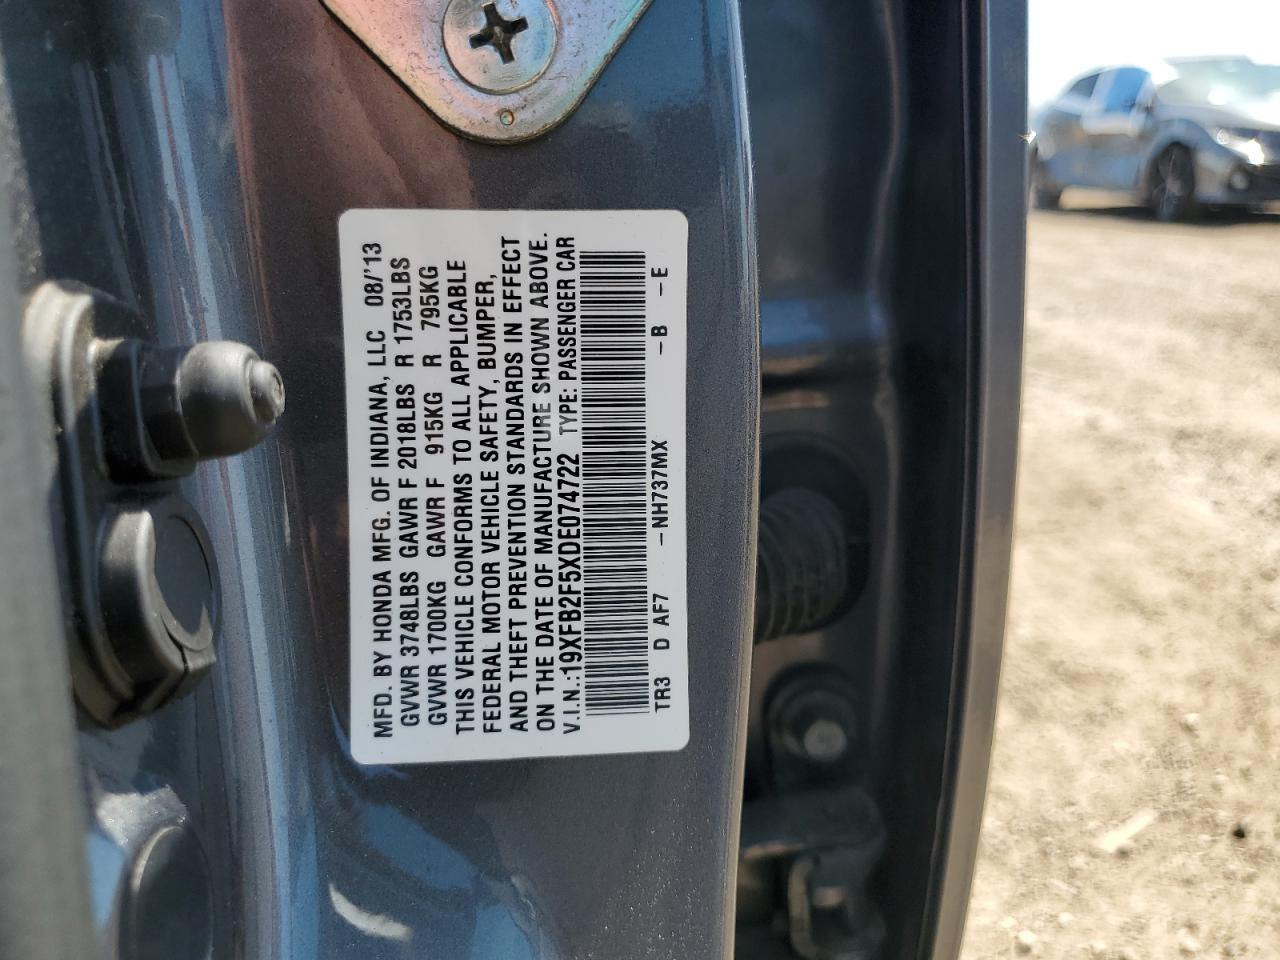 MFD. BY HONDA MFG. OF INDIANA, LLC 08/'13
GVWR 3748LBS GAWR F 2018LBS R 1753LBS
GVWR 1700KG GAWR F 915KG R 795KG
THIS VEHICLE CONFORMS TO ALL APPLICABLE
FEDERAL MOTOR VEHICLE SAFETY, BUMPER,
AND THEFT PREVENTION STANDARDS IN EFFECT
ON THE DATE OF MANUFACTURE SHOWN ABOVE.
V.I.N.:19XFB2F5XDE074722 TYPE: PASSENGER CAR
TR3 D AF7 -NH737MX -B -E